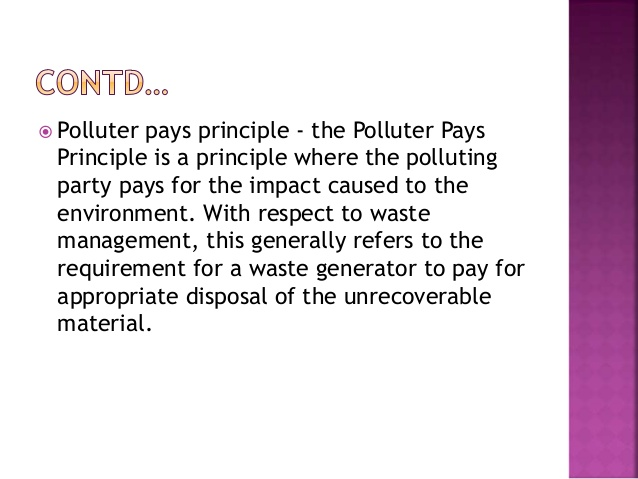 CONTD...
Polluter pays principle - the Polluter Pays
Principle is a principle where the polluting
party pays for the impact caused to the
environment. With respect to waste
management, this generally refers to the
requirement for a waste generator to pay for
appropriate disposal of the unrecoverable
material.